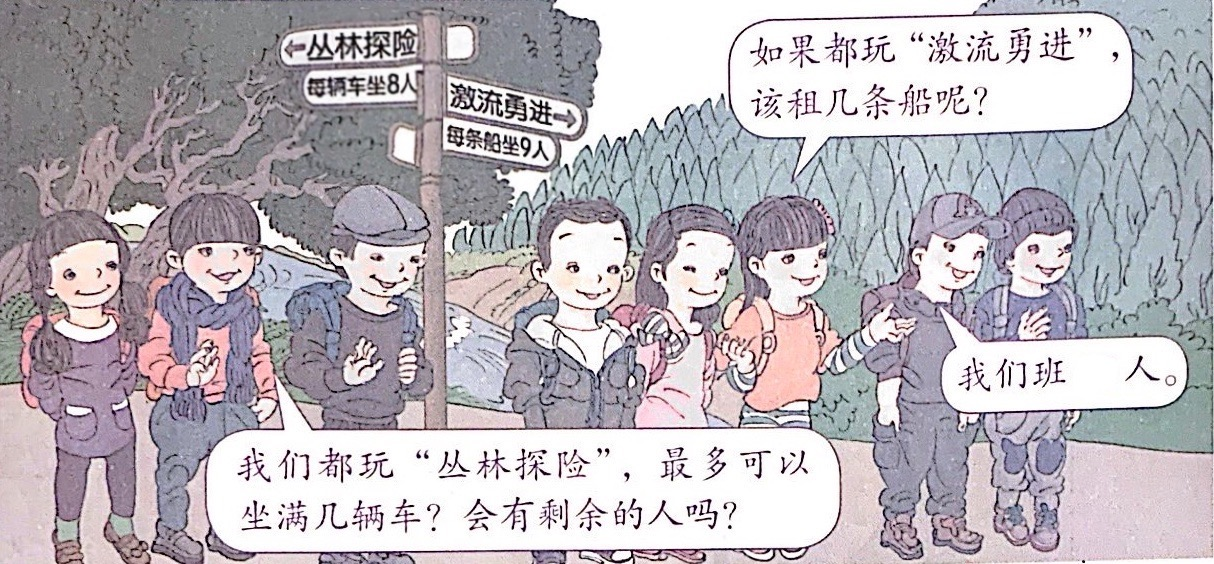 ←丛林探险
每辆车坐8人
激流勇进→
每条船坐9人
如果都玩“激流勇进”，
该租几条船呢？
我们班 人。
我们都玩“丛林探险”，最多可以
坐满几辆车？会有剩余的人吗？